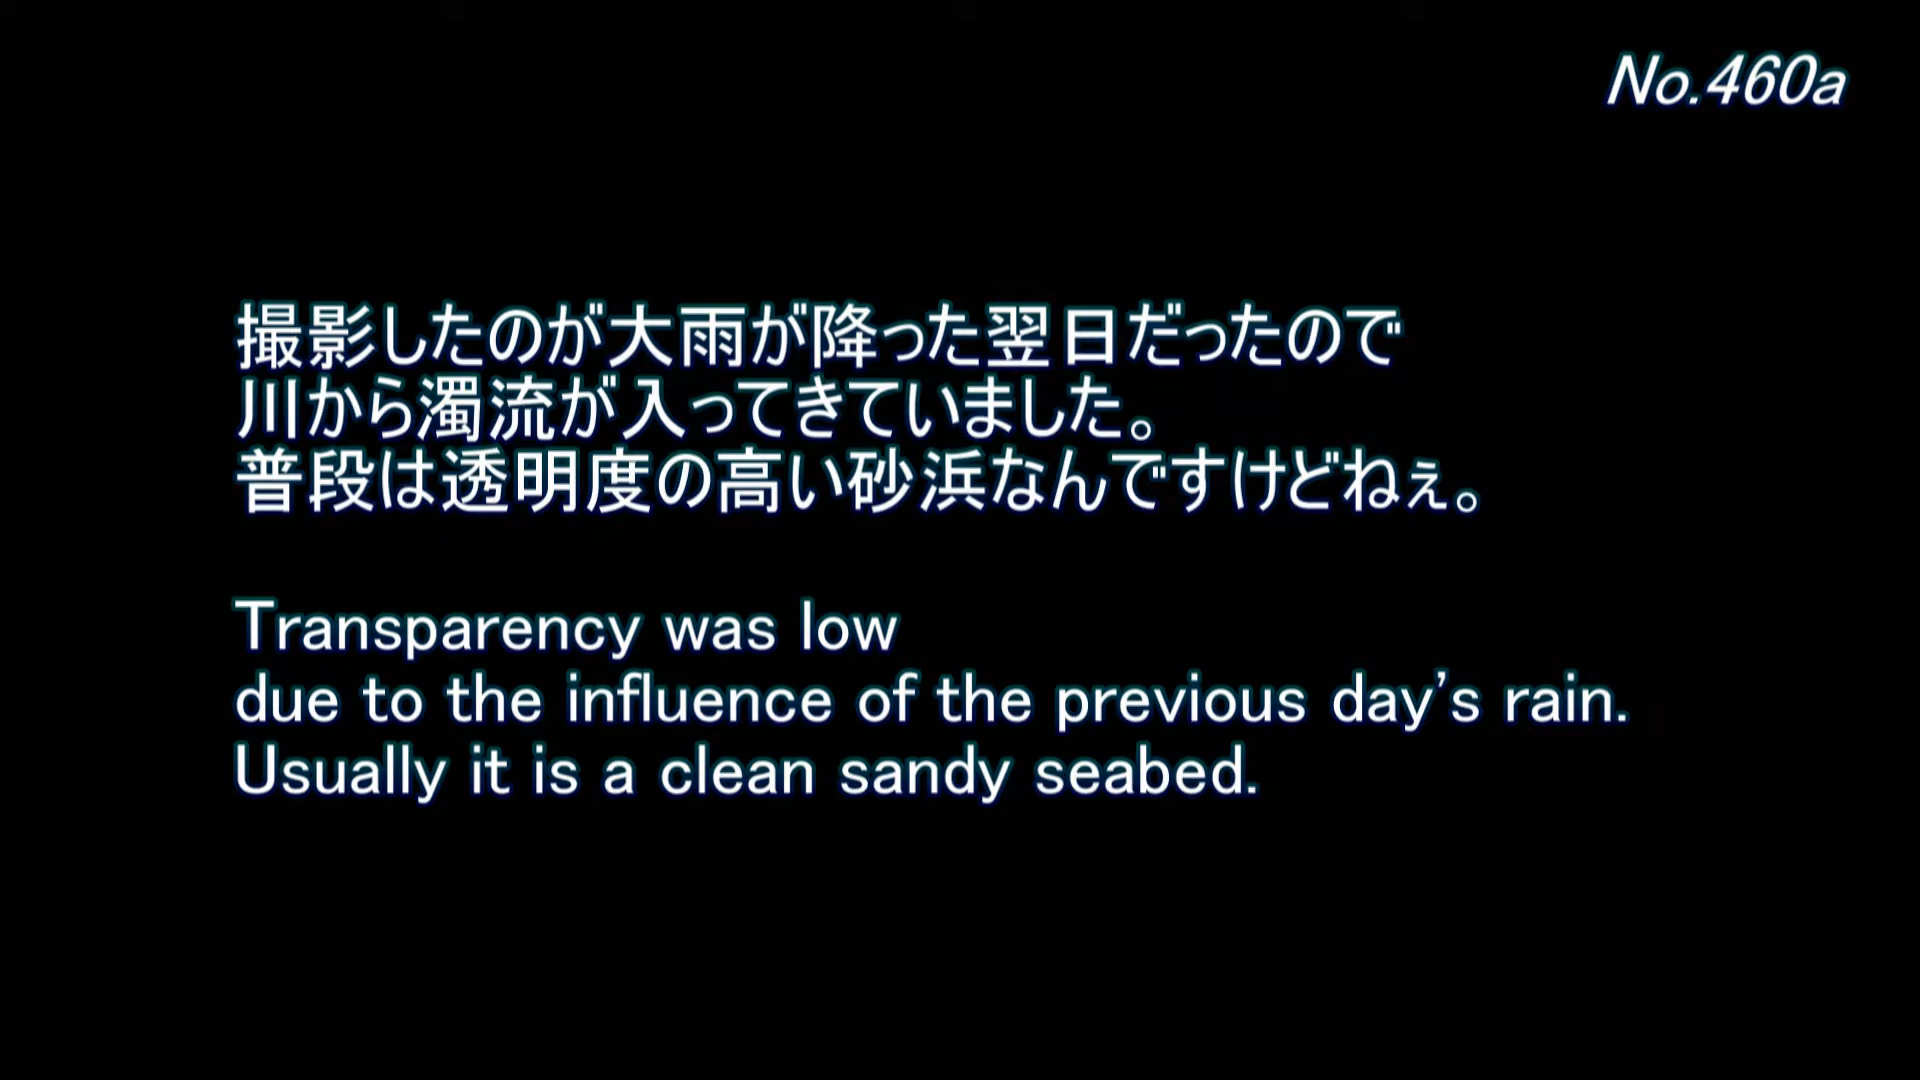 No.460a
撮影したのが大雨が降った翌日だったので
川から濁流が入ってきていました。
普段は透明度の高い砂浜なんですけどねぇ。
Transparency was low
due to the influence of the previous day's rain.
Usually it is a clean sandy seabed.